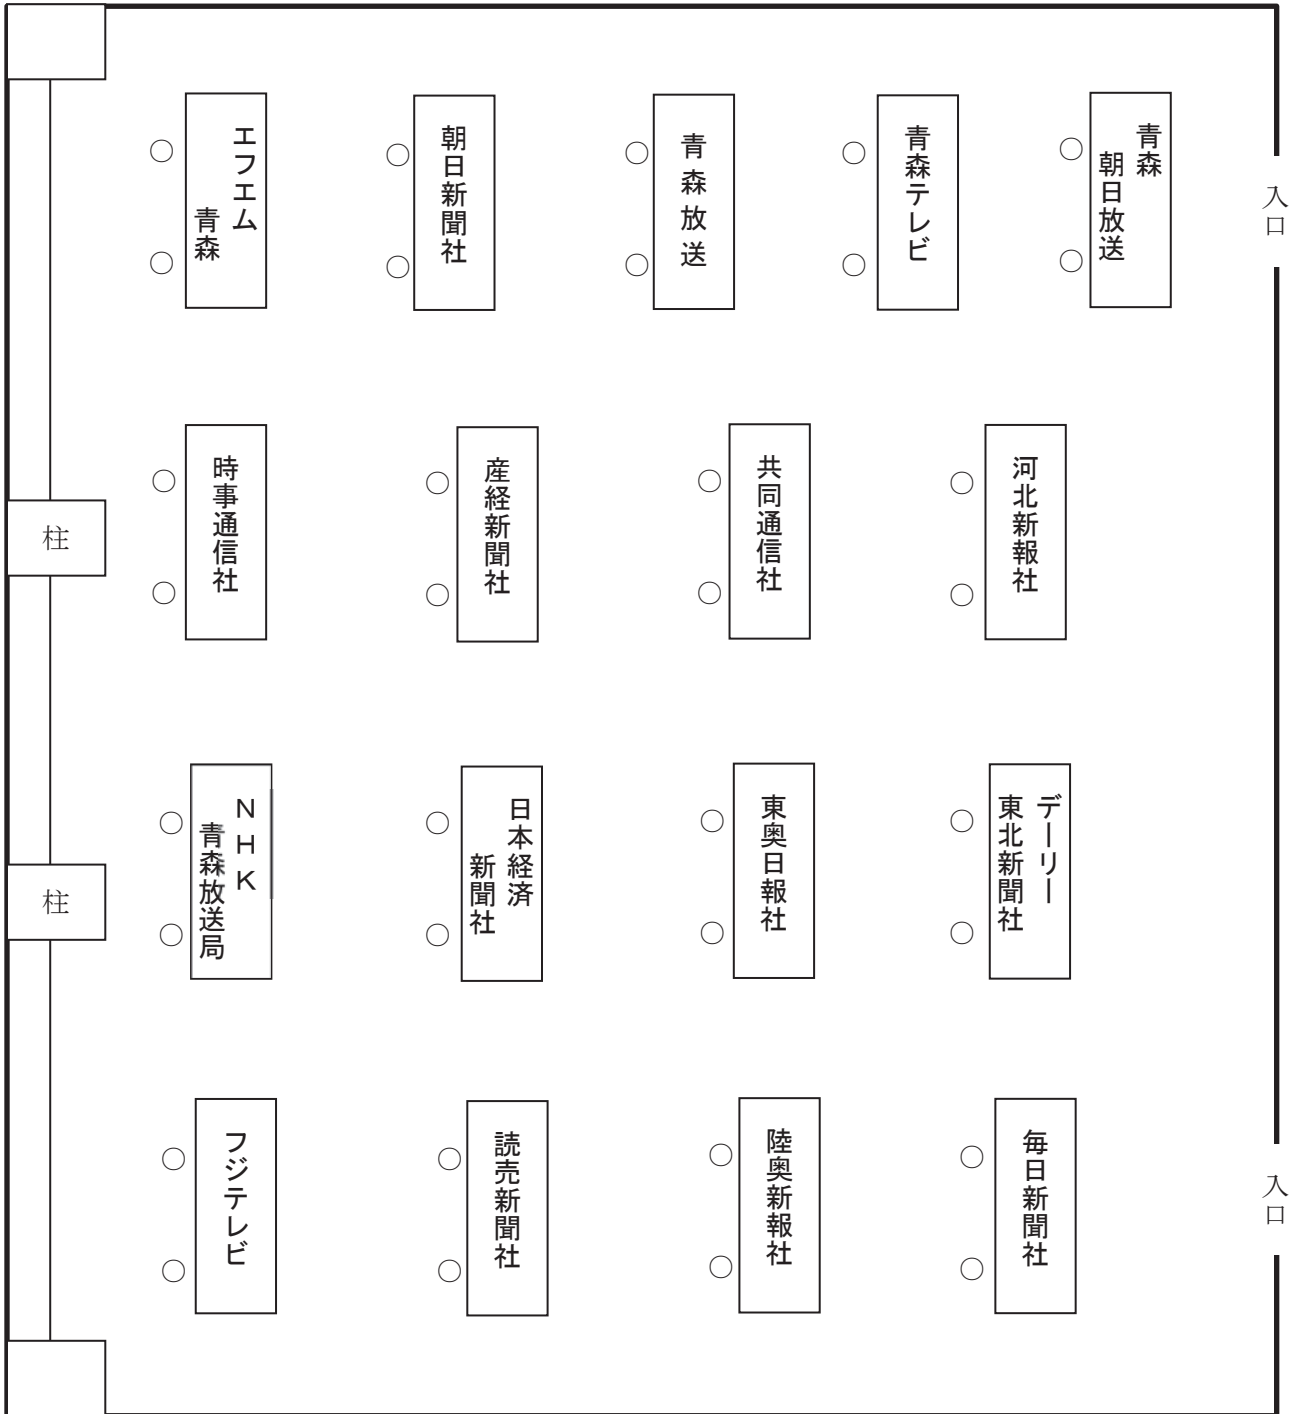 エフエム
青森
朝日新聞社
青森放送
青森テレビ
青森
朝日放送
入口
時事通信社
産経新聞社
共同通信社
河北新報社
柱
NHK
青森放送局
日本経済
新聞社
東奥日報社
デーリー
東北新聞社
柱
フジテレビ
読売新聞社
陸奥新報社
毎日新聞社
入口